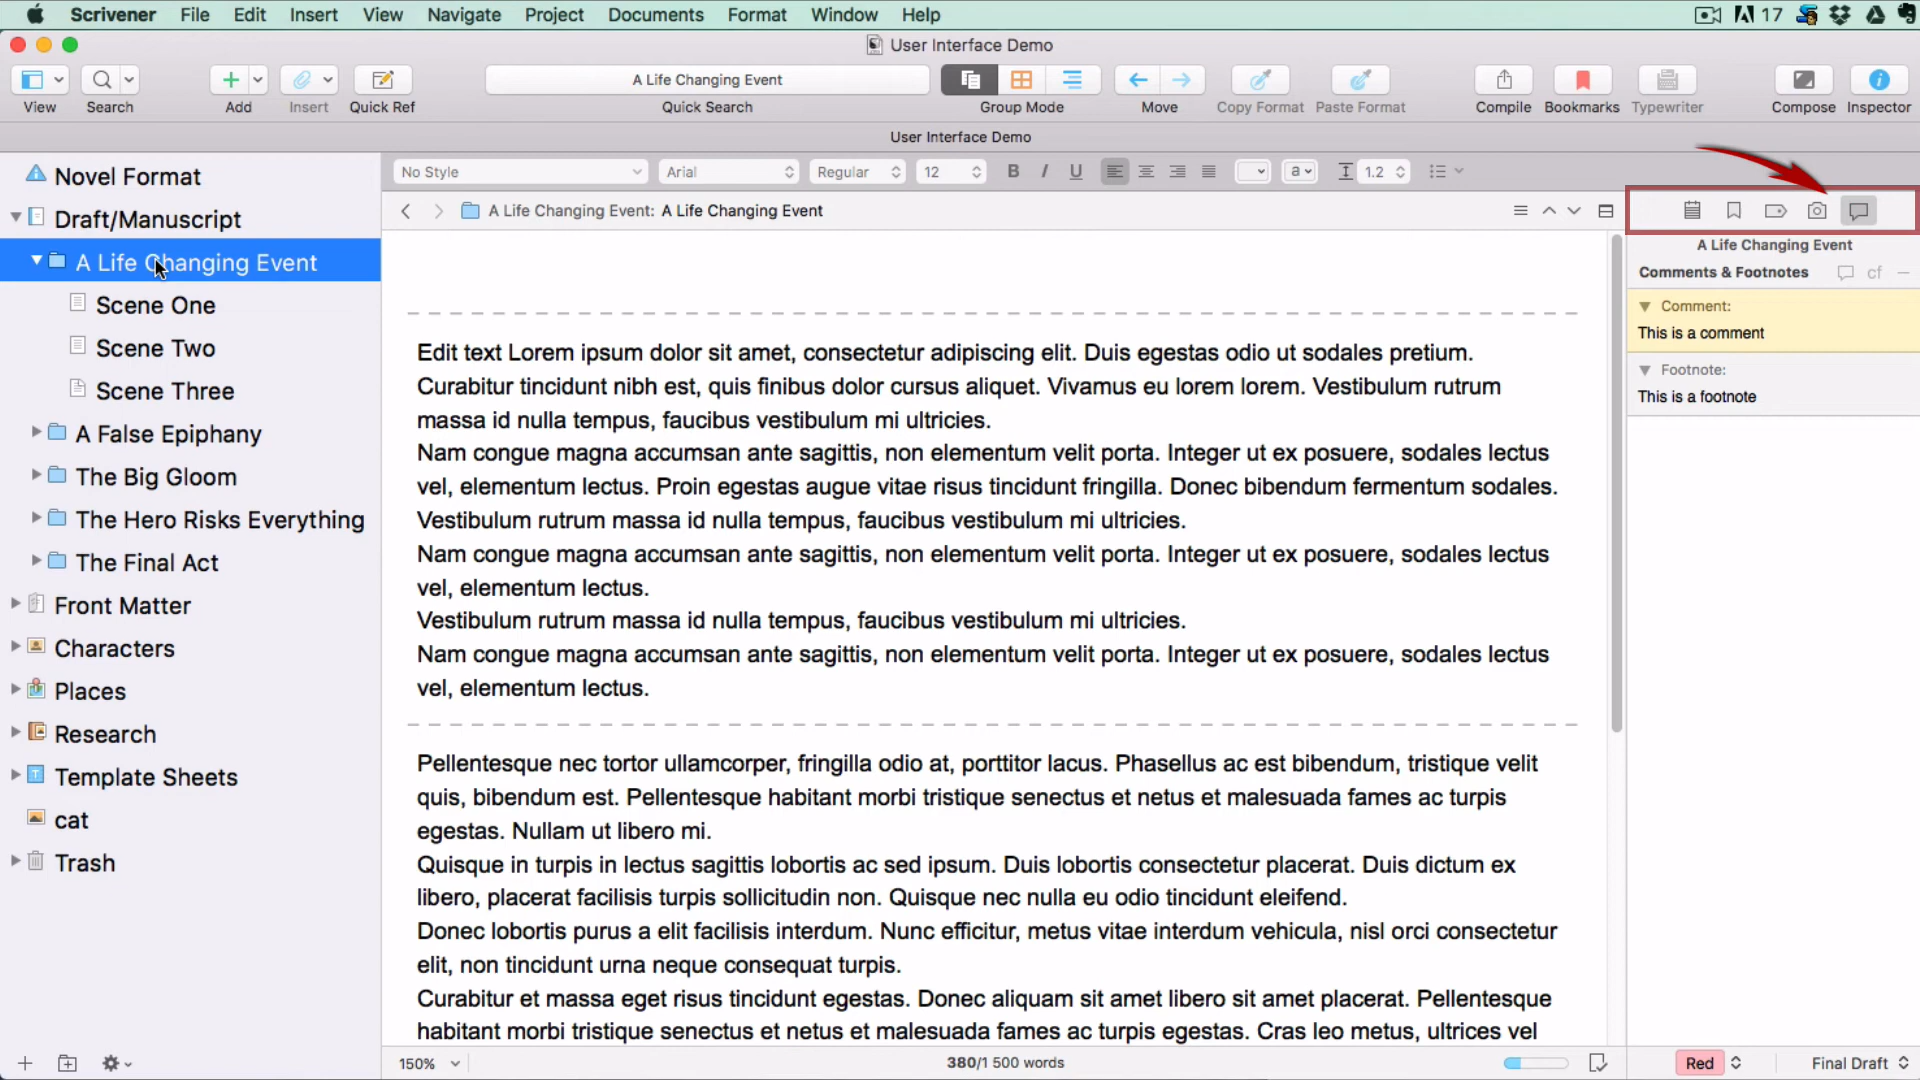 Scrivener File Edit Insert View Navigate Project Documents Format Window Help 17
User Interface Demo
A Life Changing Event
View Search Add Insert Quick Ref Quick Search Group Mode Move Copy Format Paste Format Compile Bookmarks Typewriter Compose Inspector
User Interface Demo
No Style Arial Regular 12 B I U a 1.2
A Life Changing Event: A Life Changing Event
Novel Format
Draft/Manuscript
A Life Changing Event
Scene One
Scene Two
Scene Three
A False Epiphany
The Big Gloom
The Hero Risks Everything
The Final Act
Front Matter
Characters
Places
Research
Template Sheets
cat
Trash
Edit text Lorem ipsum dolor sit amet, consectetur adipiscing elit. Duis egestas odio ut sodales pretium.
Curabitur tincidunt nibh est, quis finibus dolor cursus aliquet. Vivamus eu lorem lorem. Vestibulum rutrum
massa id nulla tempus, faucibus vestibulum mi ultricies.
Nam congue magna accumsan ante sagittis, non elementum velit porta. Integer ut ex posuere, sodales lectus
vel, elementum lectus. Proin egestas augue vitae risus tincidunt fringilla. Donec bibendum fermentum sodales.
Vestibulum rutrum massa id nulla tempus, faucibus vestibulum mi ultricies.
Nam congue magna accumsan ante sagittis, non elementum velit porta. Integer ut ex posuere, sodales lectus
vel, elementum lectus.
Vestibulum rutrum massa id nulla tempus, faucibus vestibulum mi ultricies.
Nam congue magna accumsan ante sagittis, non elementum velit porta. Integer ut ex posuere, sodales lectus
vel, elementum lectus.
Pellentesque nec tortor ullamcorper, fringilla odio at, porttitor lacus. Phasellus ac est bibendum, tristique velit
quis, bibendum est. Pellentesque habitant morbi tristique senectus et netus et malesuada fames ac turpis
egestas. Nullam ut libero mi.
Quisque in turpis in lectus sagittis lobortis ac sed ipsum. Duis lobortis consectetur placerat. Duis dictum ex
libero, placerat facilisis turpis sollicitudin non. Quisque nec nulla eu odio tincidunt eleifend.
Donec lobortis purus a elit facilisis interdum. Nunc efficitur, metus vitae interdum vehicula, nisl orci consectetur
elit, non tincidunt urna neque consequat turpis.
Curabitur et massa eget risus tincidunt egestas. Donec aliquam sit amet libero sit amet placerat. Pellentesque
habitant morbi tristique senectus et netus et malesuada fames ac turpis egestas. Cras leo metus, ultrices vel
A Life Changing Event
Comments & Footnotes cf
Comment:
This is a comment
Footnote:
This is a footnote
150% 380/1 500 words Red Final Draft